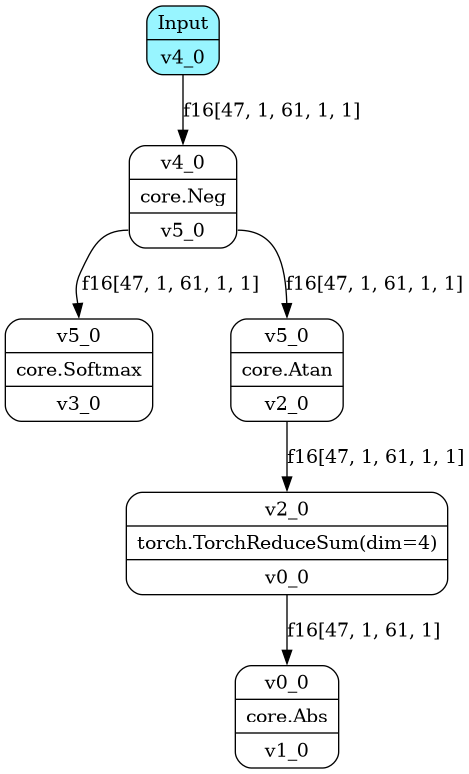 Input
v4_0
f16[47, 1, 61, 1, 1]
v4_0
core.Neg
v5_0
f16[47, 1, 61, 1, 1]
f16[47, 1, 61, 1, 1]
v5_0
core.Softmax
v3_0
v5_0
core.Atan
v2_0
f16[47, 1, 61, 1, 1]
v2_0
torch.TorchReduceSum(dim=4)
v0_0
f16[47, 1, 61, 1]
v0_0
core.Abs
v1_0